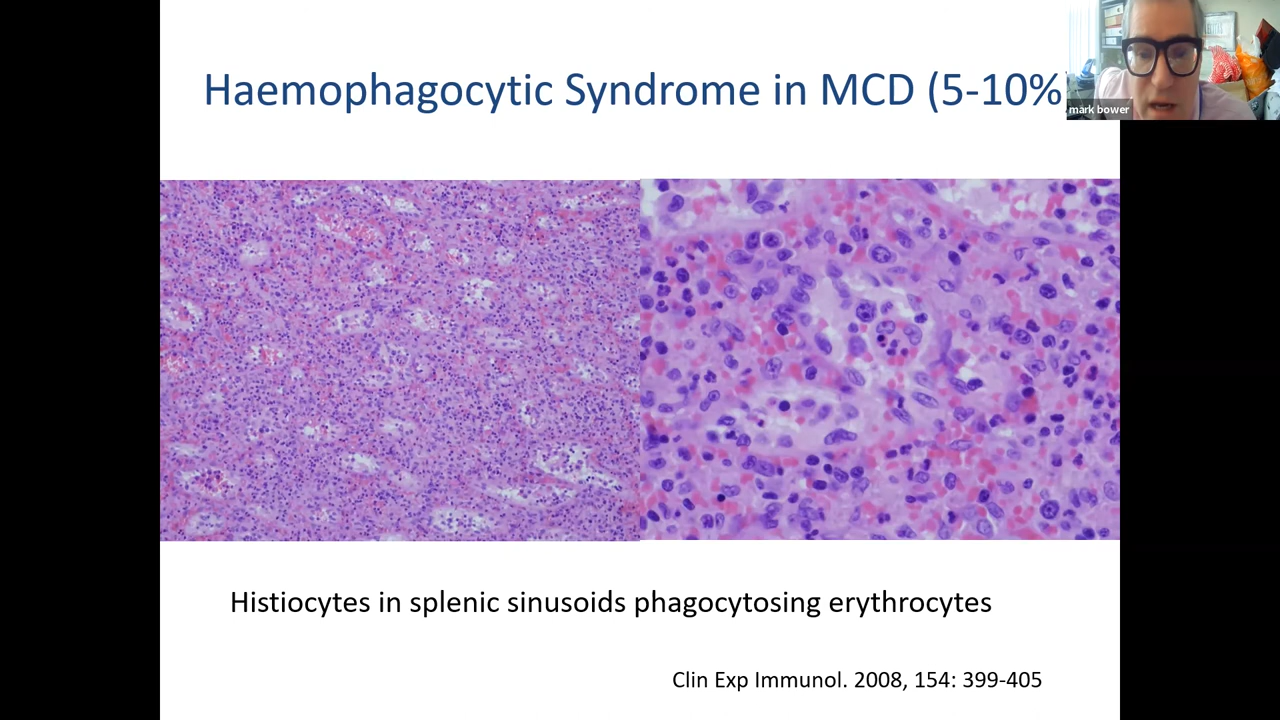 Haemophagocytic Syndrome in MCD (5-10%
mark bower
Histiocytes in splenic sinusoids phagocytosing erythrocytes
Clin Exp Immunol. 2008, 154: 399-405